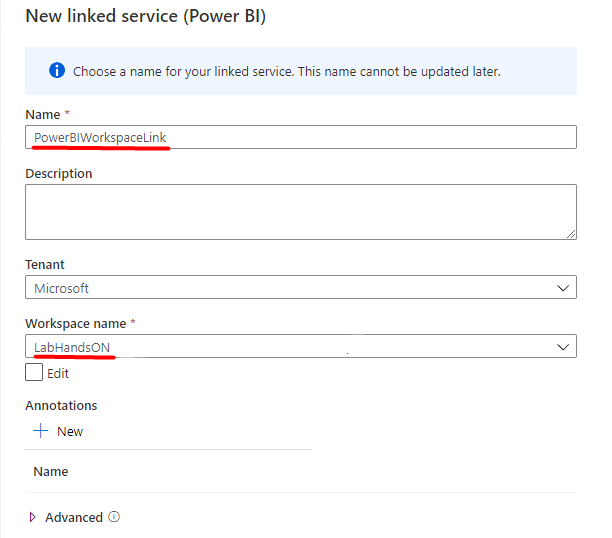 New linked service (Power BI)
Choose a name for your linked service. This name cannot be updated later.
Name *
PowerBIWorkspaceLink
Description
Tenant
Microsoft
Workspace name *
LabHandsON
Edit
Annotations
New
Name
Advanced